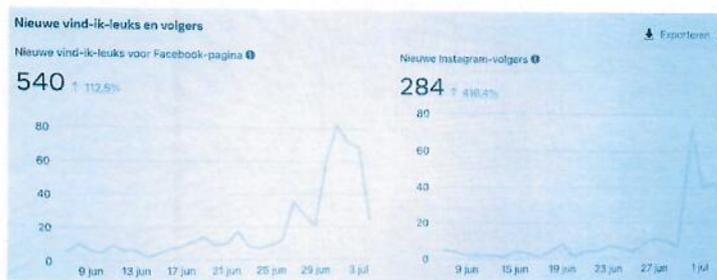 Nieuwe vind-ik-leuks en volgers
Exporteren
Nieuwe vind-ik-leuks voor Facebook-pagina
540 ↑ 112,5%
80
60
40
20
0
9 jun 13 jun 17 jun 21 jun 25 jun 29 jun 3 jul
Nieuwe Instagram-volgers
284 ↑ 416,4%
80
60
40
20
0
9 jun 15 jun 19 jun 23 jun 27 jun 1 jul